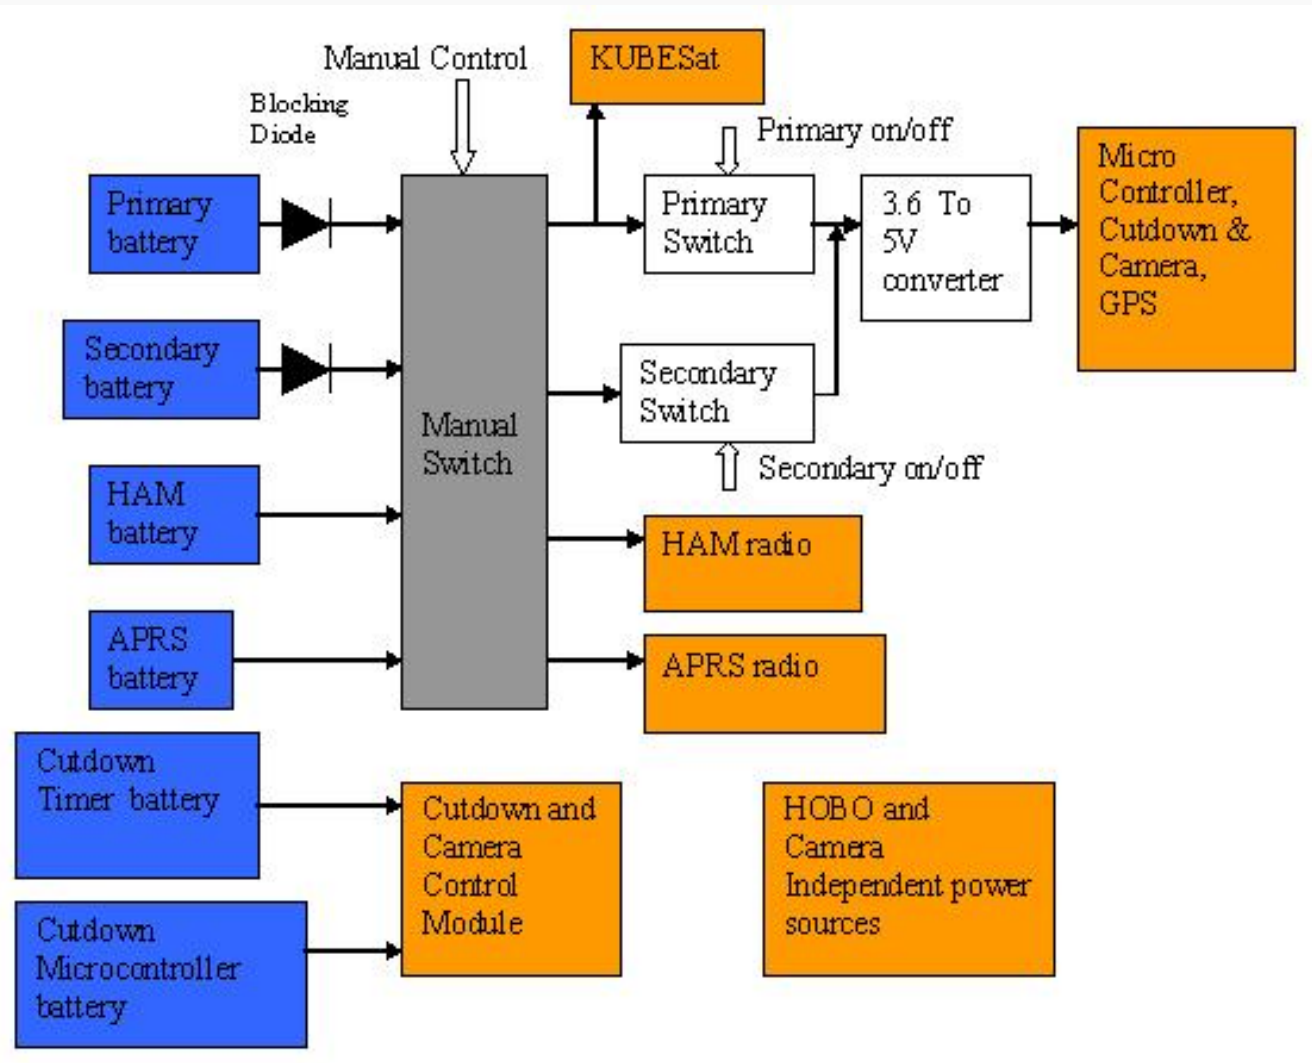 Manual Control
KUBESat
Blocking
Diode
Primary on/off
Primary
battery
Primary
Switch
3.6 To
5V
converter
Micro
Controller,
Cutdown &
Camera,
GPS
Secondary
battery
Secondary
Switch
Secondary on/off
Manual
Switch
HAM
battery
HAM radio
APRS
battery
APRS radio
Cutdown
Timer battery
Cutdown and
Camera
Control
Module
HOBO and
Camera
Independent power
sources
Cutdown
Microcontroller
battery